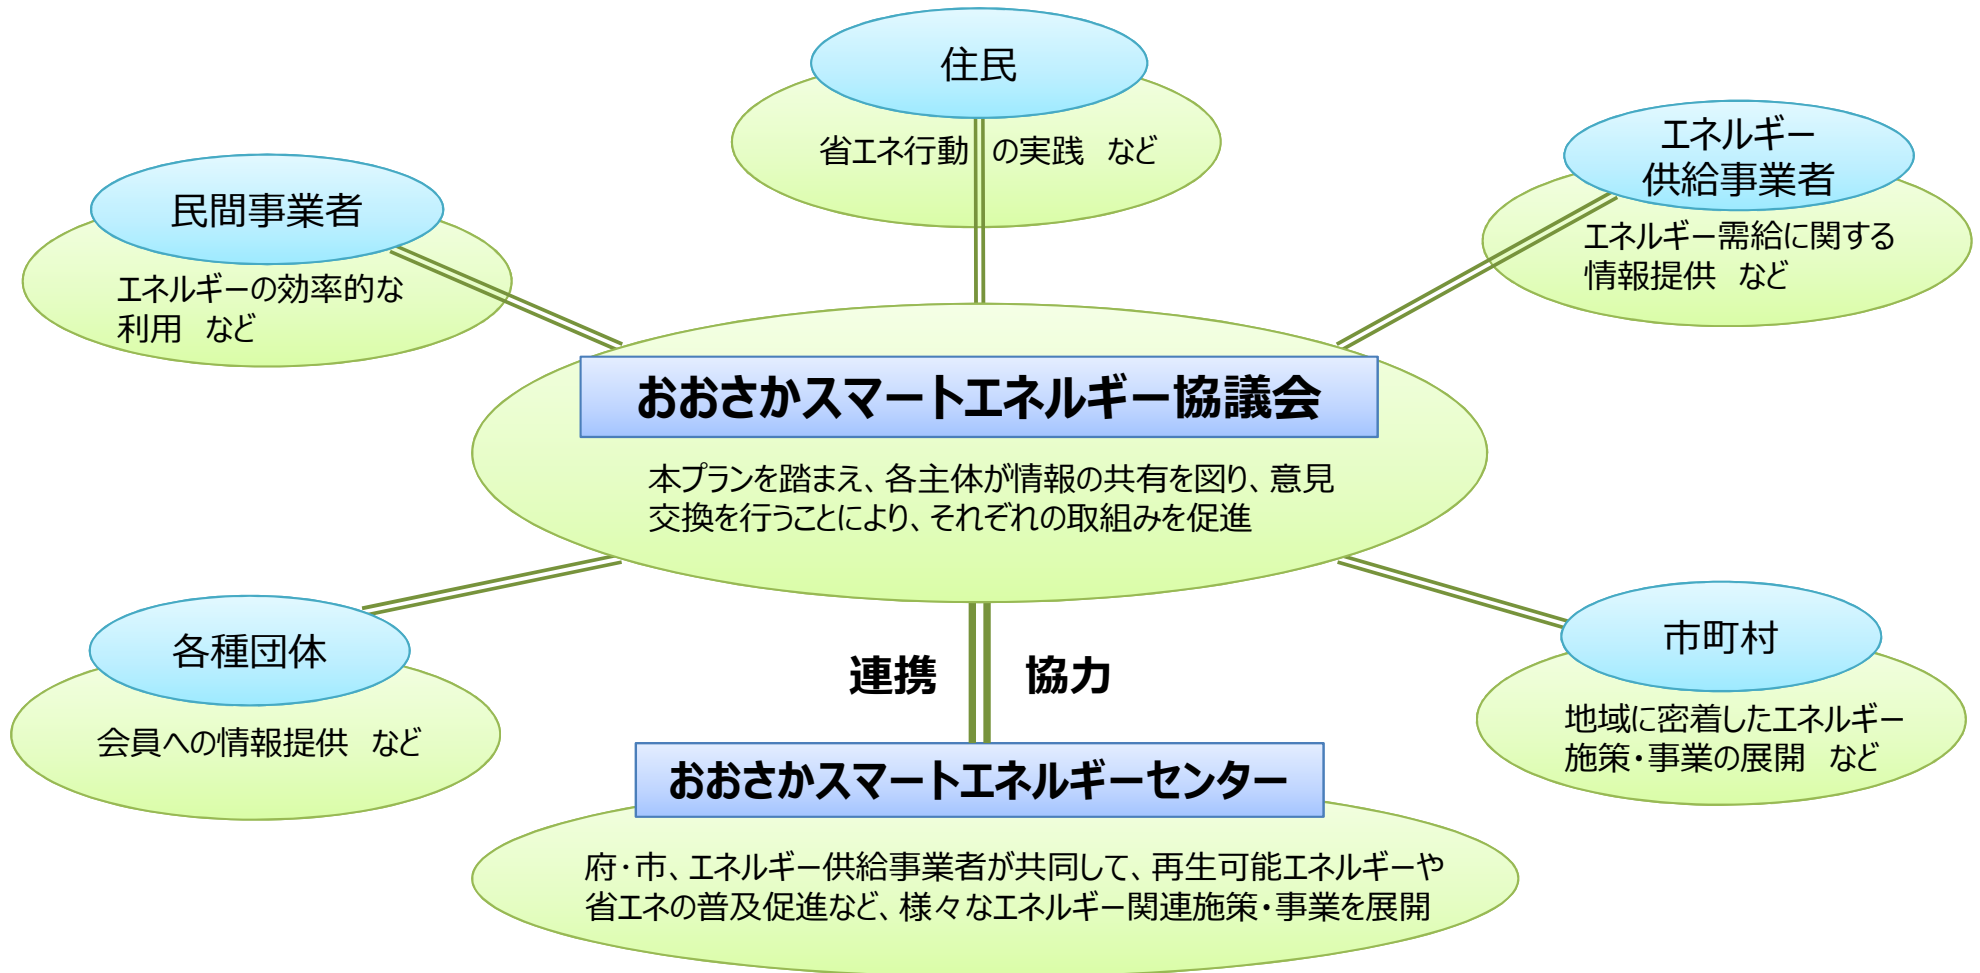 住民
省エネ行動 の実践 など
エネルギー
供給事業者
エネルギー需給に関する
情報提供 など
民間事業者
エネルギーの効率的な
利用 など
おおさかスマートエネルギー協議会
本プランを踏まえ、各主体が情報の共有を図り、意見
交換を行うことにより、それぞれの取組みを促進
各種団体
会員への情報提供 など
連携 協力
市町村
地域に密着したエネルギー
施策・事業の展開 など
おおさかスマートエネルギーセンター
府・市、エネルギー供給事業者が共同して、再生可能エネルギーや
省エネの普及促進など、様々なエネルギー関連施策・事業を展開